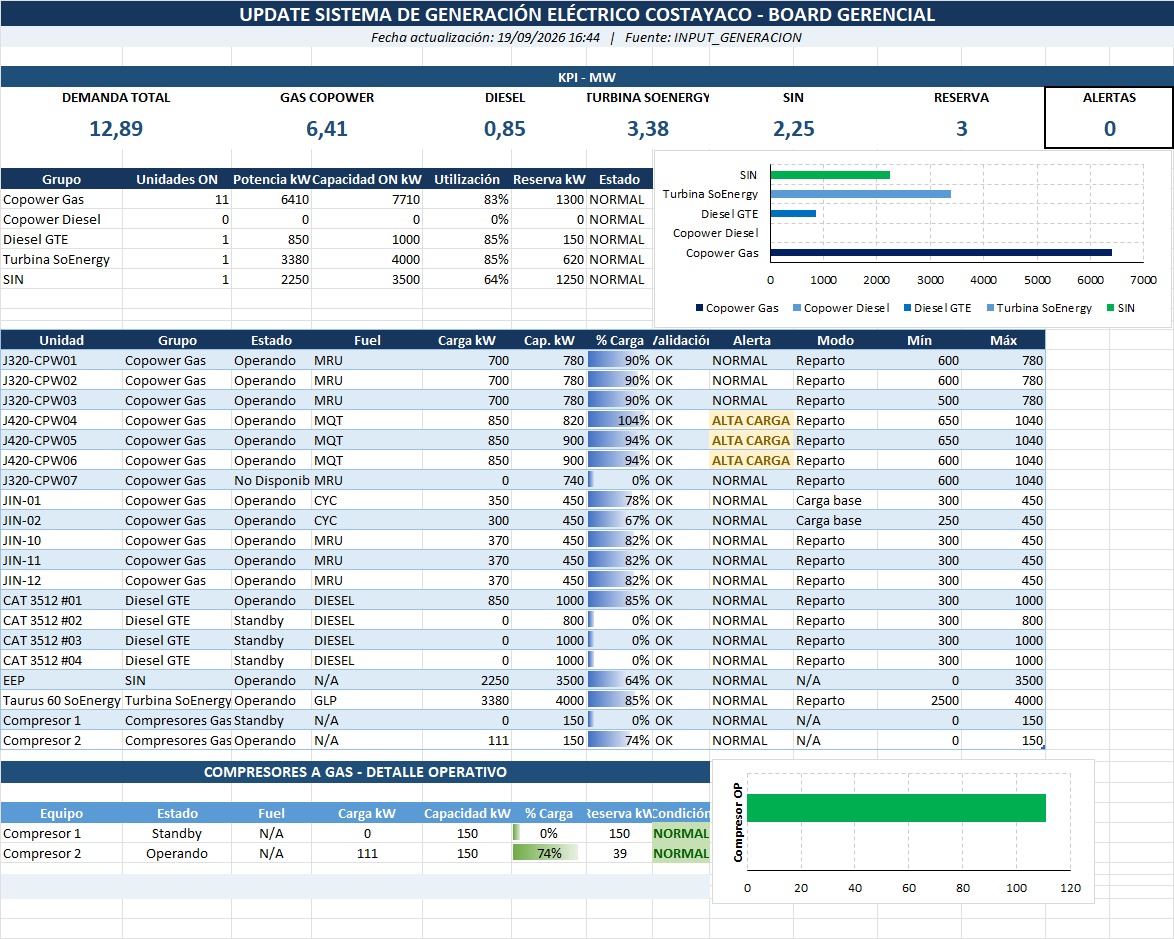 UPDATE SISTEMA DE GENERACIÓN ELÉCTRICO COSTAYACO - BOARD GERENCIAL
Fecha actualización: 19/09/2026 16:44 | Fuente: INPUT_GENERACION
KPI - MW
DEMANDA TOTAL GAS COPOWER DIESEL TURBINA SOENERGY SIN RESERVA ALERTAS
12,89 6,41 0,85 3,38 2,25 3 0
Grupo Unidades ON Potencia kW Capacidad ON kW Utilización Reserva kW Estado
Copower Gas 11 6410 7710 83% 1300 NORMAL
Copower Diesel 0 0 0 0% 0 NORMAL
Diesel GTE 1 850 1000 85% 150 NORMAL
Turbina SoEnergy 1 3380 4000 85% 620 NORMAL
SIN 1 2250 3500 64% 1250 NORMAL
SIN
Turbina SoEnergy
Diesel GTE
Copower Diesel
Copower Gas
0 1000 2000 3000 4000 5000 6000 7000
Copower Gas Copower Diesel Diesel GTE Turbina SoEnergy SIN
Unidad Grupo Estado Fuel Carga kW Cap. kW % Carga Validación Alerta Modo Mín Máx
J320-CPW01 Copower Gas Operando MRU 700 780 90% OK NORMAL Reparto 600 780
J320-CPW02 Copower Gas Operando MRU 700 780 90% OK NORMAL Reparto 600 780
J320-CPW03 Copower Gas Operando MRU 700 780 90% OK NORMAL Reparto 500 780
J420-CPW04 Copower Gas Operando MQT 850 820 104% OK ALTA CARGA Reparto 650 1040
J420-CPW05 Copower Gas Operando MQT 850 900 94% OK ALTA CARGA Reparto 650 1040
J420-CPW06 Copower Gas Operando MQT 850 900 94% OK ALTA CARGA Reparto 650 1040
J320-CPW07 Copower Gas No Disponib MRU 0 740 0% OK NORMAL Reparto 600 1040
JIN-01 Copower Gas Operando CYC 350 450 78% OK NORMAL Carga base 300 450
JIN-02 Copower Gas Operando CYC 300 450 67% OK NORMAL Carga base 250 450
JIN-10 Copower Gas Operando MRU 370 450 82% OK NORMAL Reparto 300 450
JIN-11 Copower Gas Operando MRU 370 450 82% OK NORMAL Reparto 300 450
JIN-12 Copower Gas Operando MRU 370 450 82% OK NORMAL Reparto 300 450
CAT 3512 #01 Diesel GTE Operando DIESEL 850 1000 85% OK NORMAL Reparto 300 1000
CAT 3512 #02 Diesel GTE Standby DIESEL 0 800 0% OK NORMAL Reparto 300 800
CAT 3512 #03 Diesel GTE Standby DIESEL 0 1000 0% OK NORMAL Reparto 300 1000
CAT 3512 #04 Diesel GTE Standby DIESEL 0 1000 0% OK NORMAL Reparto 300 1000
EEP SIN Operando N/A 2250 3500 64% OK NORMAL N/A 0 3500
Taurus 60 SoEnergy Turbina SoEnergy Operando GLP 3380 4000 85% OK NORMAL Reparto 2500 4000
Compresor 1 Compresores Gas Standby N/A 0 150 0% OK NORMAL N/A 0 150
Compresor 2 Compresores Gas Operando N/A 111 150 74% OK NORMAL N/A 0 150
COMPRESORES A GAS - DETALLE OPERATIVO
Equipo Estado Fuel Carga kW Capacidad kW % Carga Reserva kW Condición
Compresor 1 Standby N/A 0 150 0% 150 NORMAL
Compresor 2 Operando N/A 111 150 74% 39 NORMAL
Compresor OP
0 20 40 60 80 100 120